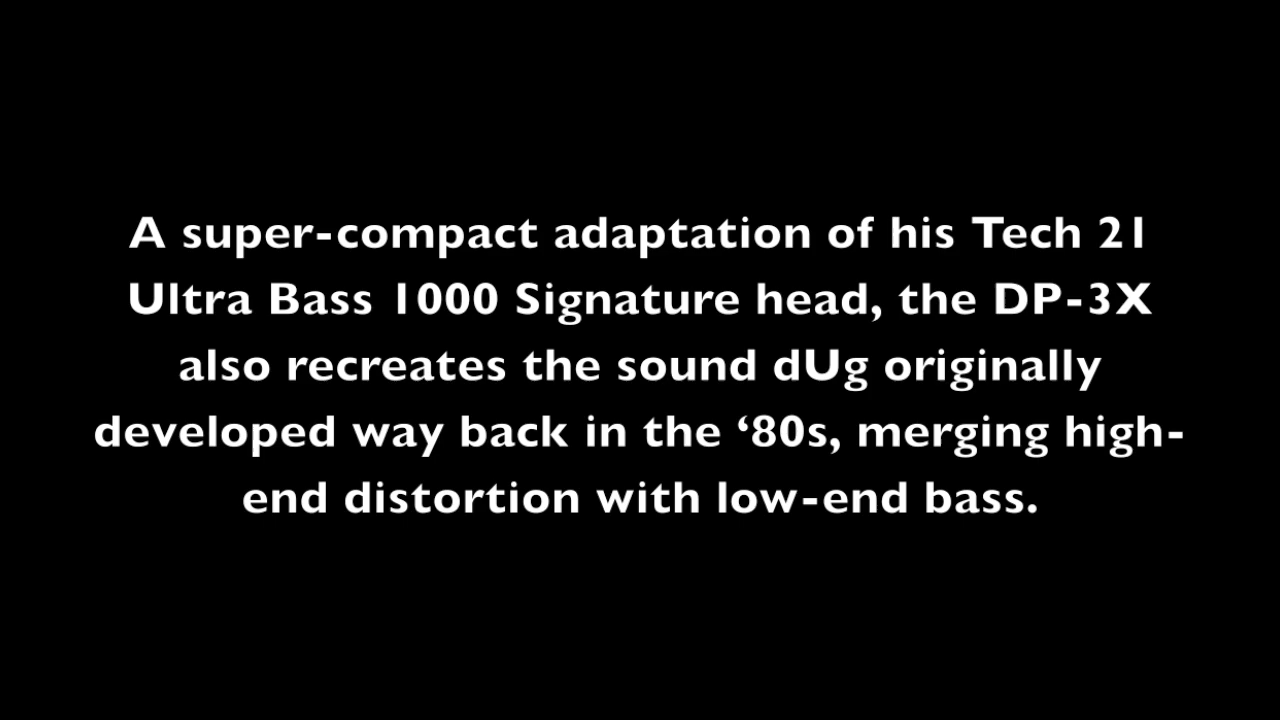 A super-compact adaptation of his Tech 21
Ultra Bass 1000 Signature head, the DP-3X
also recreates the sound dUg originally
developed way back in the ‘80s, merging high-
end distortion with low-end bass.